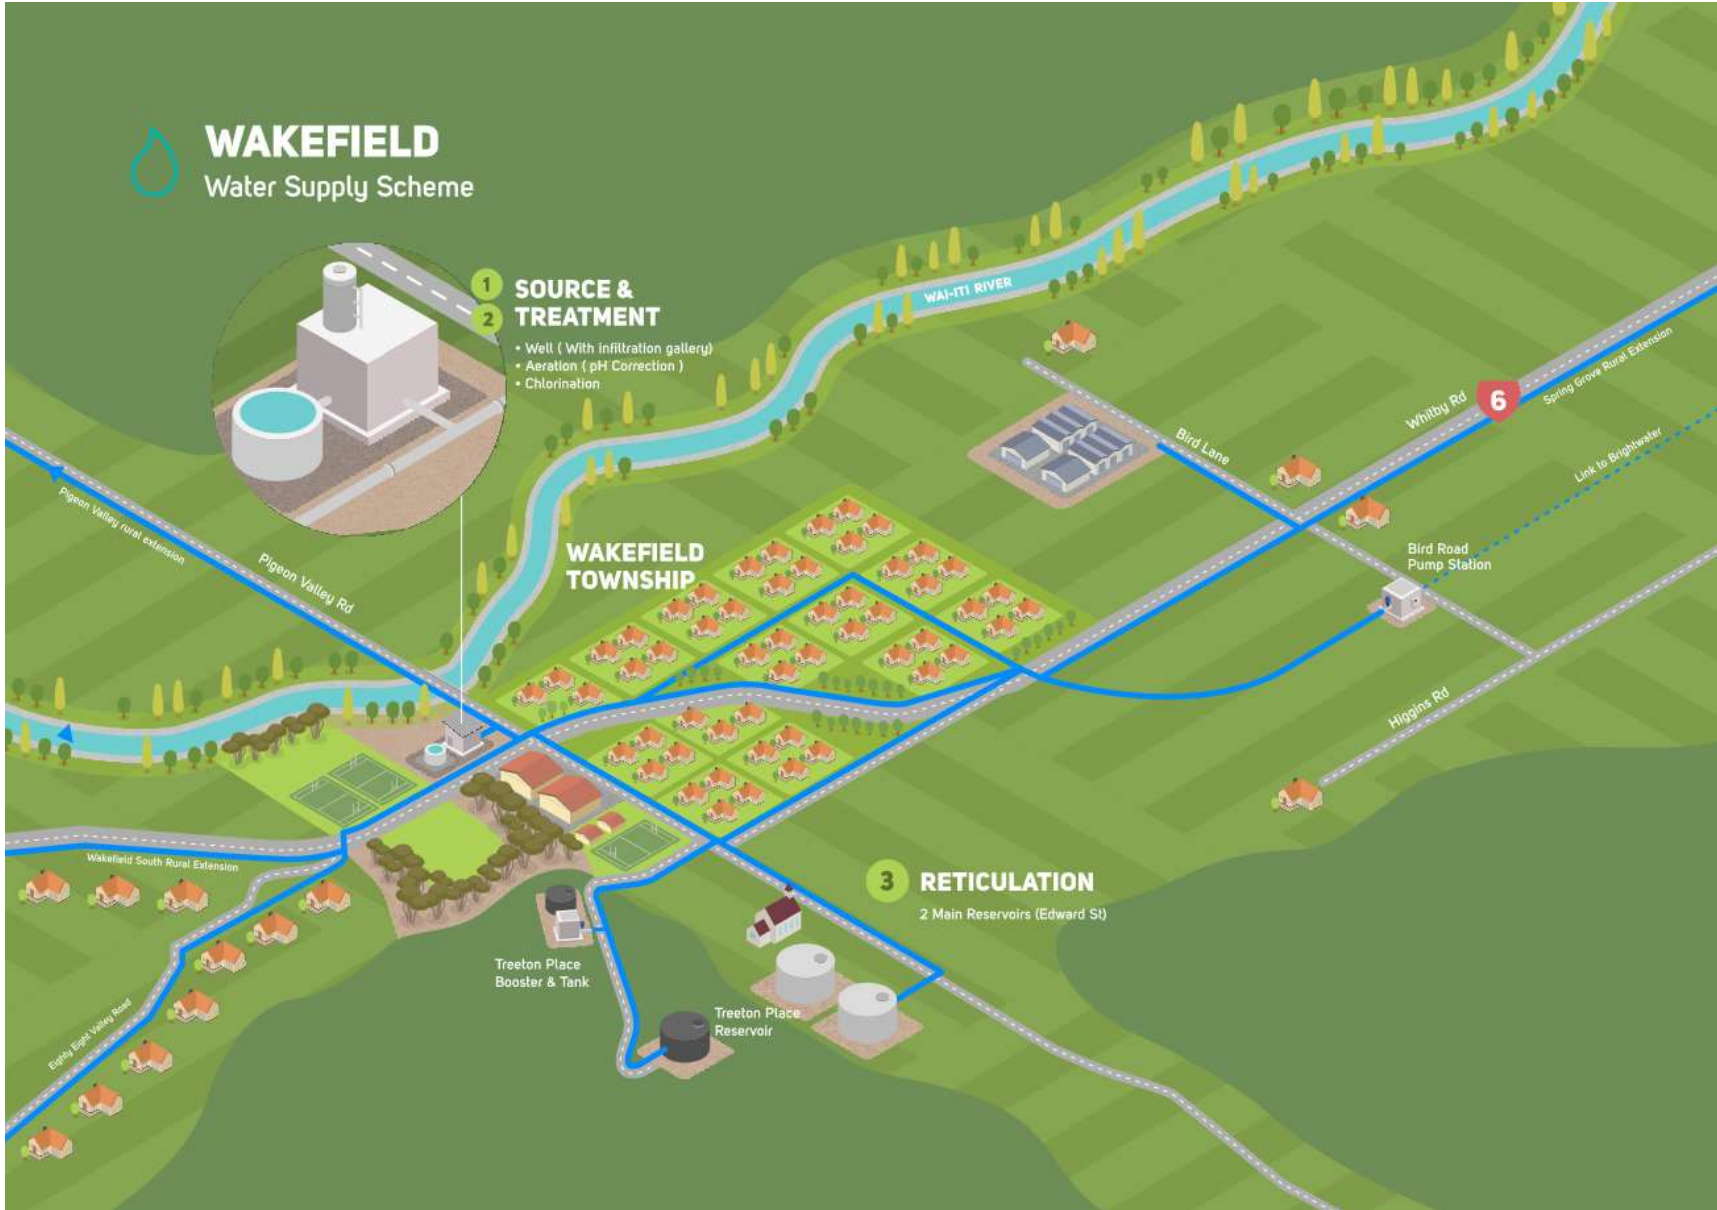 WAKEFIELD
Water Supply Scheme
1
2
SOURCE &
TREATMENT
• Well ( With infiltration gallery)
• Aeration ( pH Correction )
• Chlorination
WAI-ITI RIVER
Whitby Rd
6
Spring Grove Rural Extension
Bird Lane
Link to Brightwater
Pigeon Valley rural extension
Pigeon Valley Rd
WAKEFIELD
TOWNSHIP
Bird Road
Pump Station
Higgins Rd
Wakefield South Rural Extension
3
RETICULATION
2 Main Reservoirs (Edward St)
Treeton Place
Booster & Tank
Treeton Place
Reservoir
Eighty Eight Valley Road